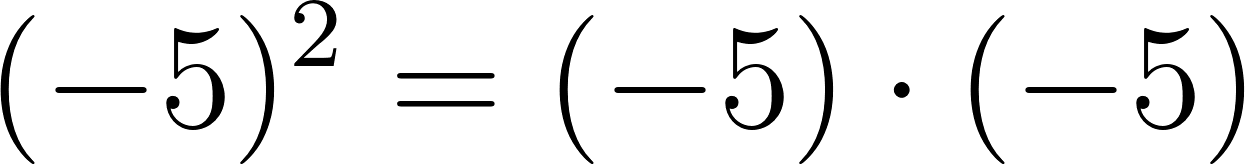 (−5)² = (−5) · (−5)